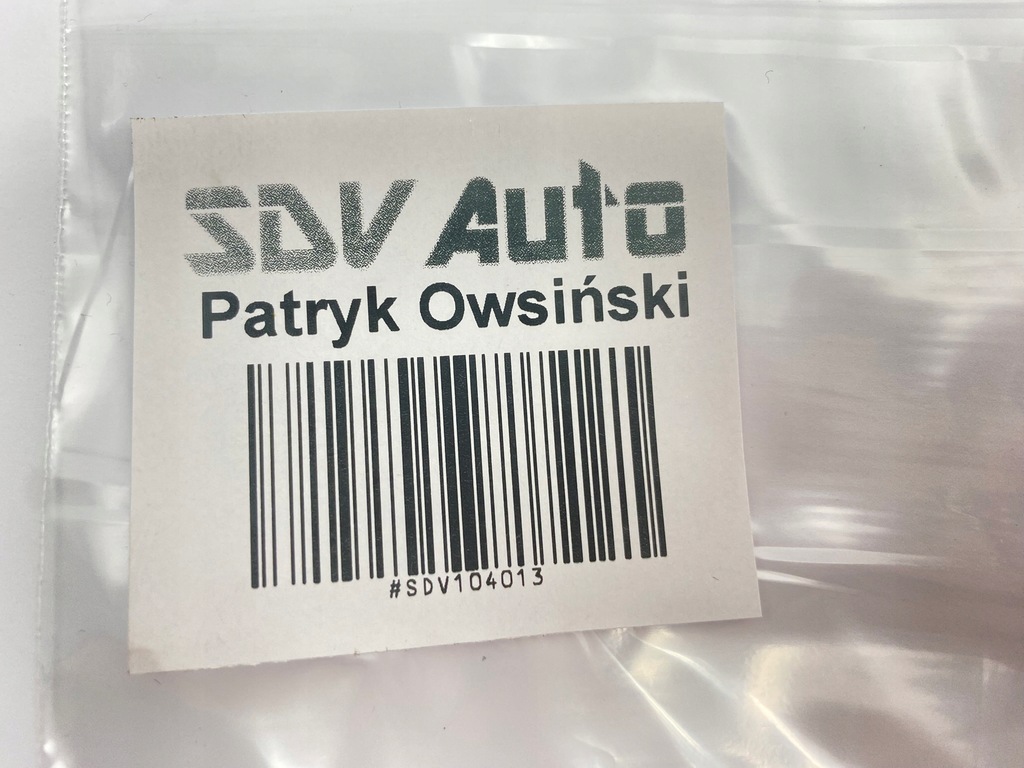 SDV Auto
Patryk Owsiński
#SDV104013